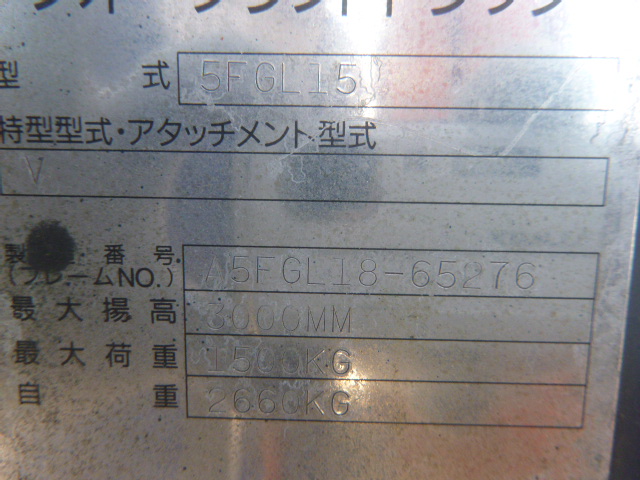 型式 5FGL15
特型型式・アタッチメント型式
V
番号
(フレームNO.) A5FGL18-65276
最大揚高 3000MM
最大荷重 1500KG
自重 2660KG